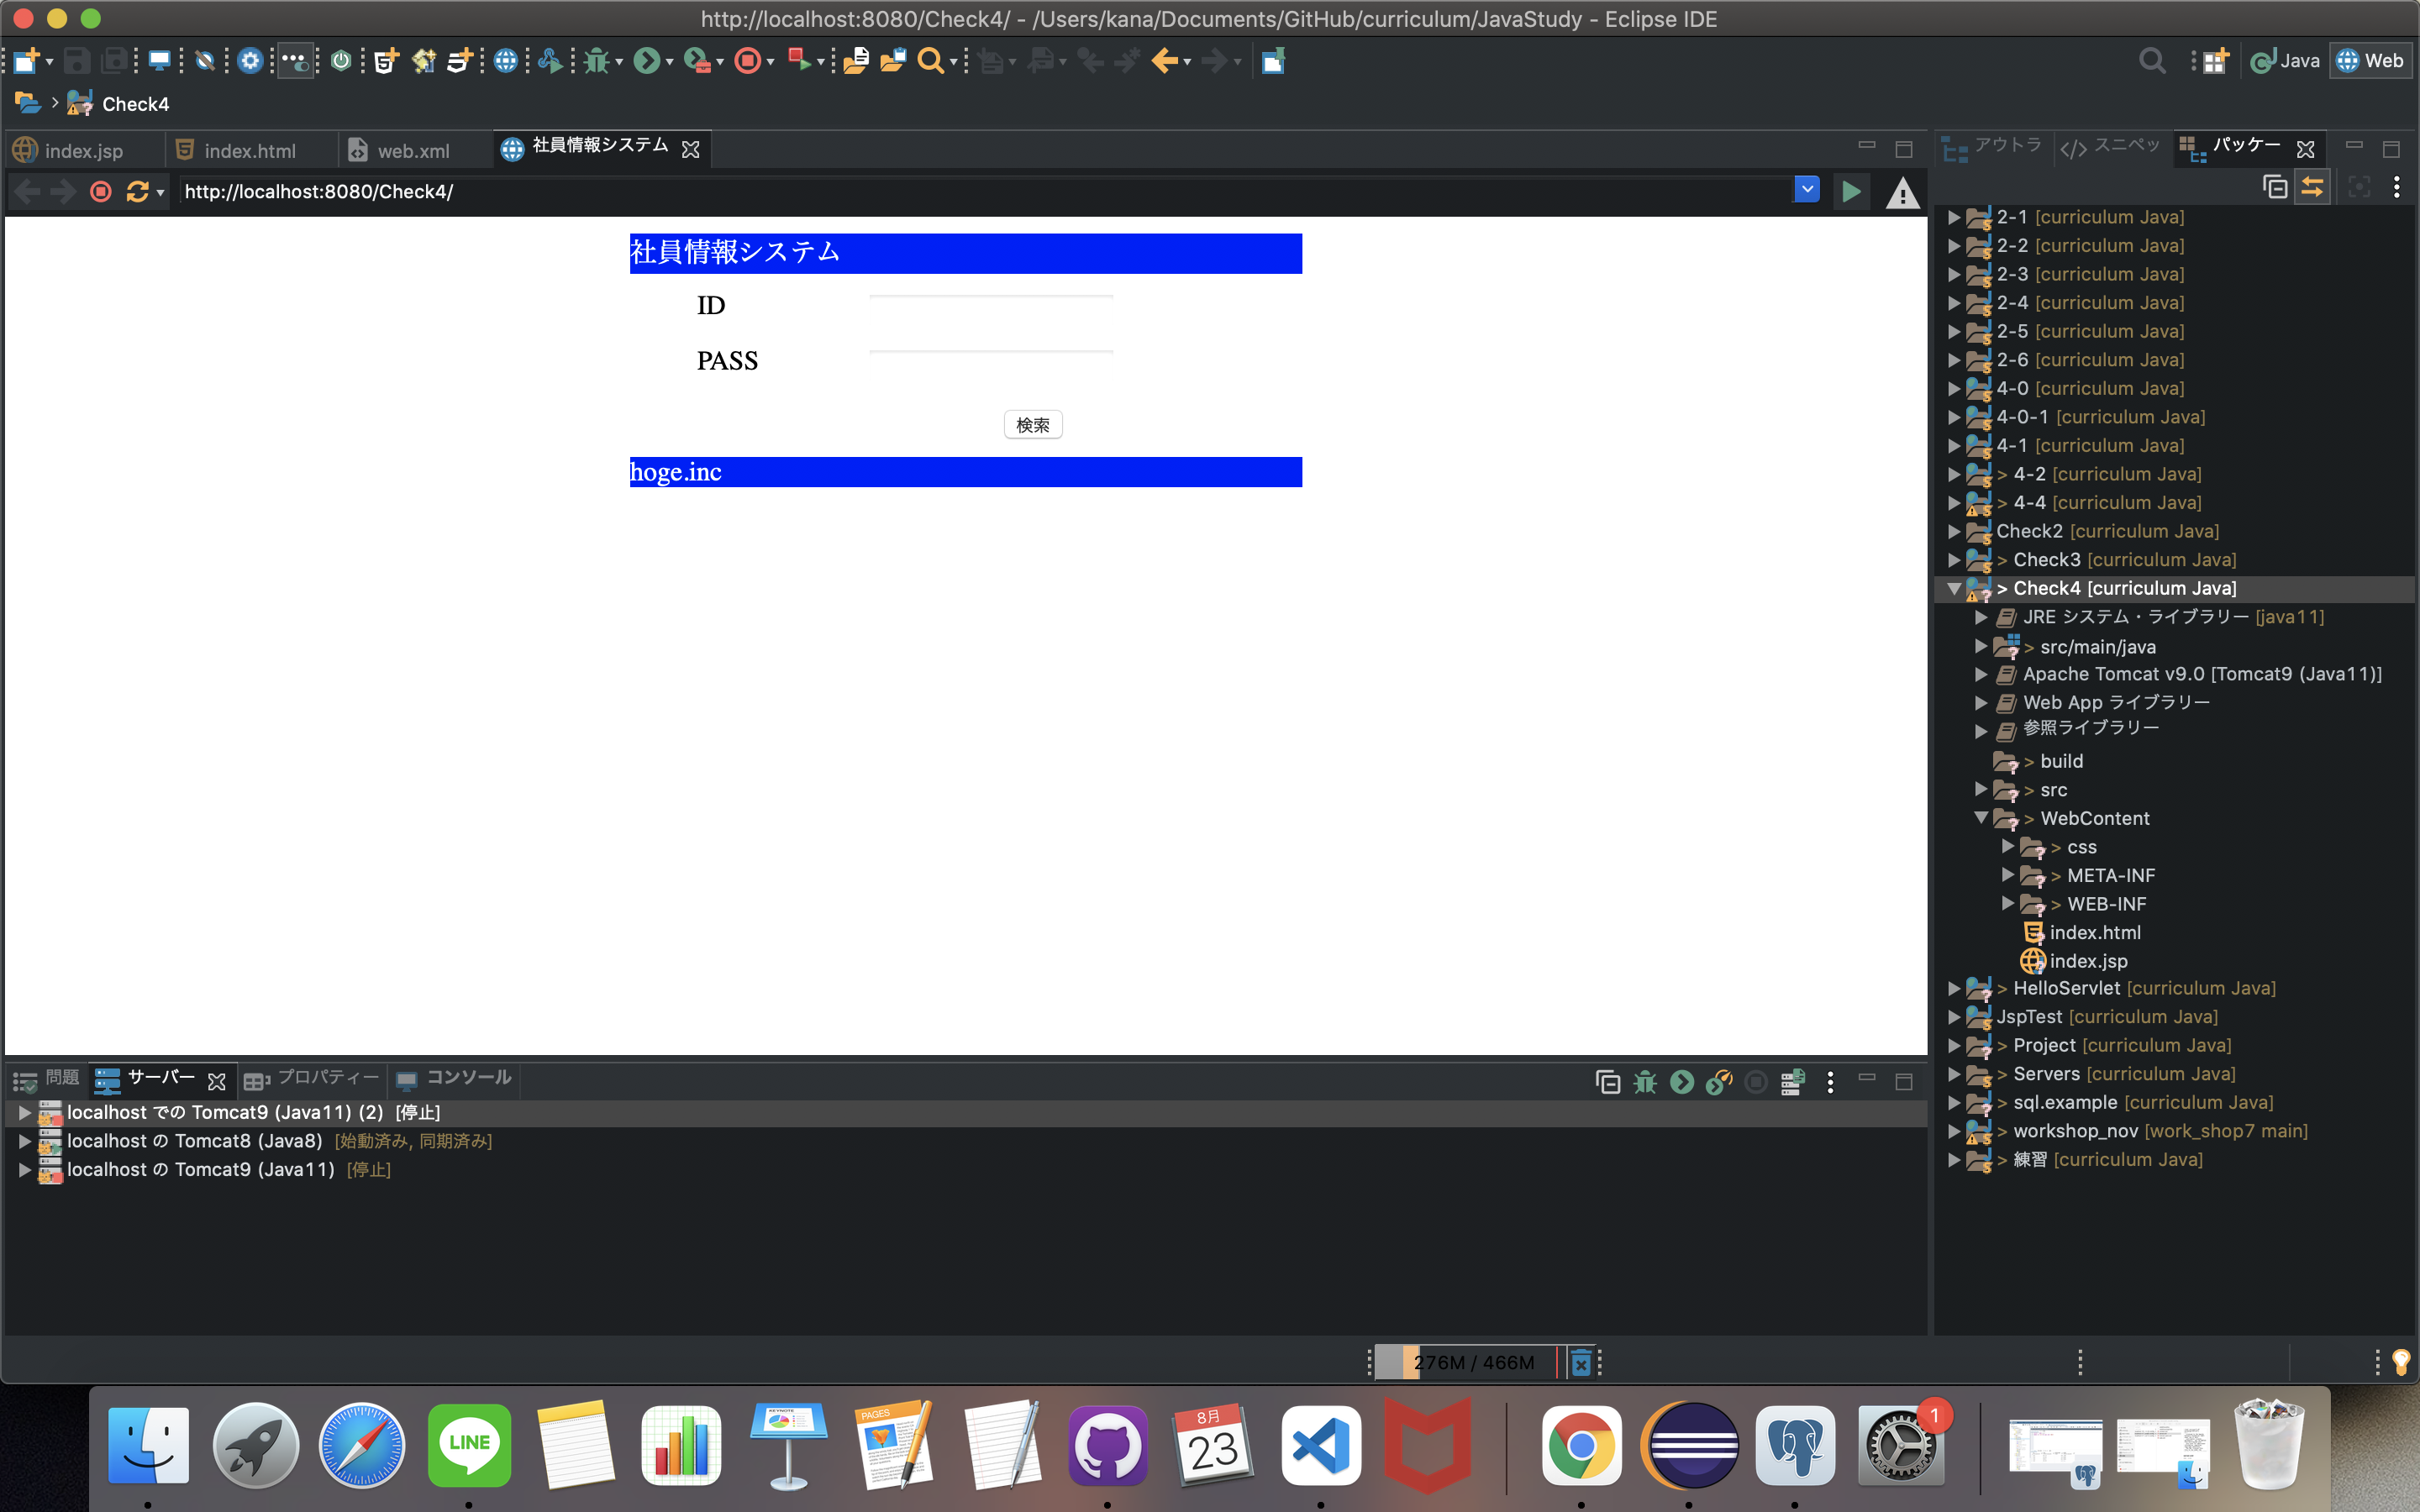 http://localhost:8080/Check4/ - /Users/kana/Documents/GitHub/curriculum/JavaStudy - Eclipse IDE
Java
Web
Check4
index.jsp
index.html
web.xml
社員情報システム
アウトラ
スニペッ
パッケー
http://localhost:8080/Check4/
社員情報システム
ID
PASS
検索
hoge.inc
2-1 [curriculum Java]
2-2 [curriculum Java]
2-3 [curriculum Java]
2-4 [curriculum Java]
2-5 [curriculum Java]
2-6 [curriculum Java]
4-0 [curriculum Java]
4-0-1 [curriculum Java]
4-1 [curriculum Java]
> 4-2 [curriculum Java]
> 4-4 [curriculum Java]
Check2 [curriculum Java]
> Check3 [curriculum Java]
> Check4 [curriculum Java]
JRE システム・ライブラリー [java11]
> src/main/java
Apache Tomcat v9.0 [Tomcat9 (Java11)]
Web App ライブラリー
参照ライブラリー
> build
> src
> WebContent
> css
> META-INF
> WEB-INF
index.html
index.jsp
> HelloServlet [curriculum Java]
JspTest [curriculum Java]
> Project [curriculum Java]
> Servers [curriculum Java]
> sql.example [curriculum Java]
> workshop_nov [work_shop7 main]
> 練習 [curriculum Java]
問題
サーバー
プロパティー
コンソール
localhost での Tomcat9 (Java11) (2) [停止]
localhost の Tomcat8 (Java8) [始動済み, 同期済み]
localhost の Tomcat9 (Java11) [停止]
276M / 466M
LINE
KEYNOTE
PAGES
8月
23
1